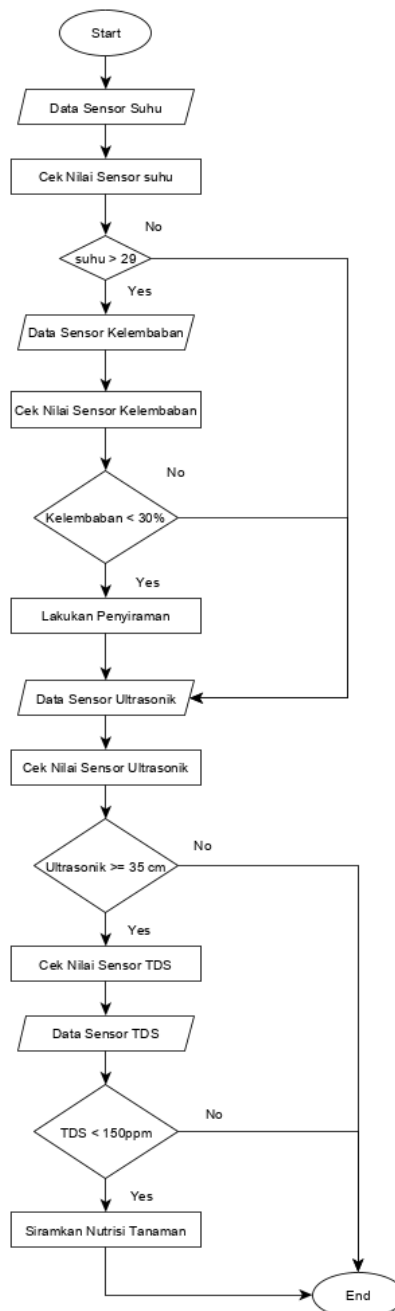 Start
Data Sensor Suhu
Cek Nilai Sensor suhu
No
suhu > 29
Yes
Data Sensor Kelembaban
Cek Nilai Sensor Kelembaban
No
Kelembaban < 30%
Yes
Lakukan Penyiraman
Data Sensor Ultrasonik
Cek Nilai Sensor Ultrasonik
No
Ultrasonik >= 35 cm
Yes
Cek Nilai Sensor TDS
Data Sensor TDS
No
TDS < 150ppm
Yes
Siramkan Nutrisi Tanaman
End